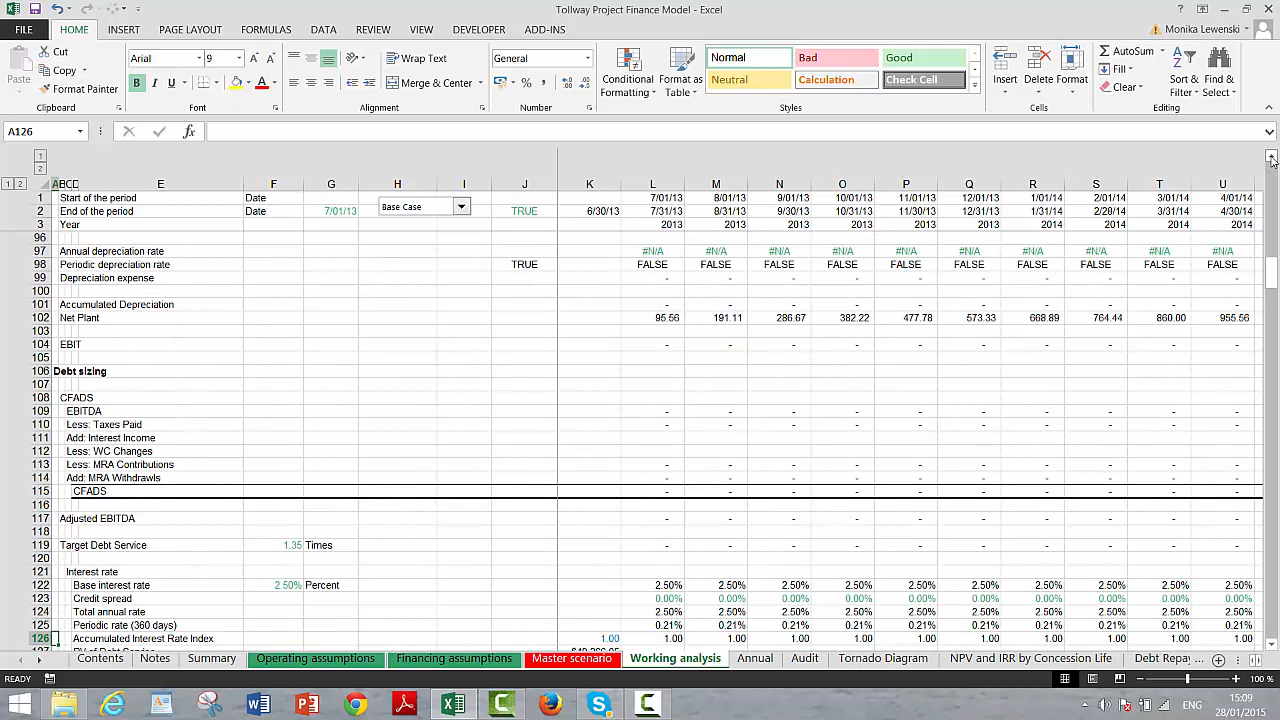 Tollway Project Finance Model - Excel
FILE HOME INSERT PAGE LAYOUT FORMULAS DATA REVIEW VIEW DEVELOPER ADD-INS Monika Lewenski
Cut Arial 9 Wrap Text General Normal Bad Good AutoSum
Copy Fill
Paste Format Painter B I U Merge & Center $ % Conditional Formatting Format as Table Neutral Calculation Check Cell Insert Delete Format Clear Sort & Filter Find & Select
Clipboard Font Alignment Number Styles Cells Editing
A126 fx
1
2
1 2 A B C D E F G H I J K L M N O P Q R S T U
1 Start of the period Date Base Case 7/01/13 8/01/13 9/01/13 10/01/13 11/01/13 12/01/13 1/01/14 2/01/14 3/01/14 4/01/14
2 End of the period Date 7/01/13 TRUE 6/30/13 7/31/13 8/31/13 9/30/13 10/31/13 11/30/13 12/31/13 1/31/14 2/28/14 3/31/14 4/30/14
3 Year 2013 2013 2013 2013 2013 2013 2014 2014 2014 2014
96
97 Annual depreciation rate #N/A #N/A #N/A #N/A #N/A #N/A #N/A #N/A #N/A #N/A
98 Periodic depreciation rate TRUE FALSE FALSE FALSE FALSE FALSE FALSE FALSE FALSE FALSE FALSE
99 Depreciation expense - - - - - - - - - -
100
101 Accumulated Depreciation - - - - - - - - - -
102 Net Plant 95.56 191.11 286.67 382.22 477.78 573.33 668.89 764.44 860.00 955.56
103
104 EBIT - - - - - - - - - -
105
106 Debt sizing
107
108 CFADS
109 EBITDA - - - - - - - - - -
110 Less: Taxes Paid - - - - - - - - - -
111 Add: Interest Income
112 Less: WC Changes - - - - - - - - - -
113 Less: MRA Contributions - - - - - - - - - -
114 Add: MRA Withdrawls - - - - - - - - - -
115 CFADS - - - - - - - - - -
116
117 Adjusted EBITDA - - - - - - - - - -
118
119 Target Debt Service 1.35 Times - - - - - - - - - -
120
121 Interest rate
122 Base interest rate 2.50% Percent 2.50% 2.50% 2.50% 2.50% 2.50% 2.50% 2.50% 2.50% 2.50% 2.50%
123 Credit spread 0.00% 0.00% 0.00% 0.00% 0.00% 0.00% 0.00% 0.00% 0.00% 0.00%
124 Total annual rate 2.50% 2.50% 2.50% 2.50% 2.50% 2.50% 2.50% 2.50% 2.50% 2.50%
125 Periodic rate (360 days) 0.21% 0.21% 0.21% 0.21% 0.21% 0.21% 0.21% 0.21% 0.21% 0.21%
126 Accumulated Interest Rate Index 1.00 1.00 1.00 1.00 1.00 1.00 1.00 1.00 1.00 1.00 1.00
Contents Notes Summary Operating assumptions Financing assumptions Master scenario Working analysis Annual Audit Tornado Diagram NPV and IRR by Concession Life Debt Repay ...
READY 100 %
ENG 15:09
28/01/2015